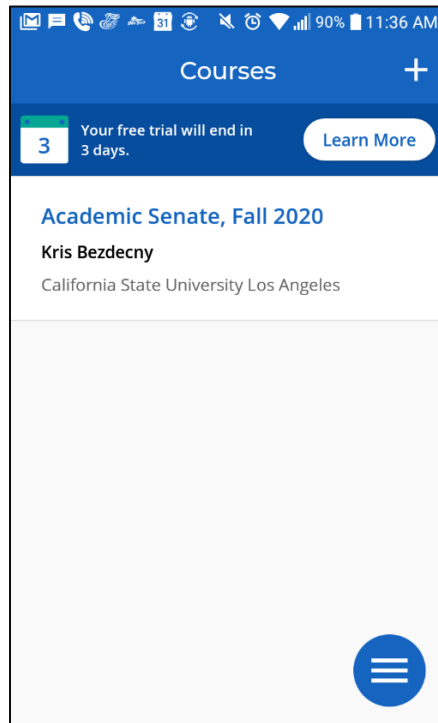 31 90% 11:36 AM
Courses
3 Your free trial will end in
3 days.
Learn More
Academic Senate, Fall 2020
Kris Bezdecny
California State University Los Angeles